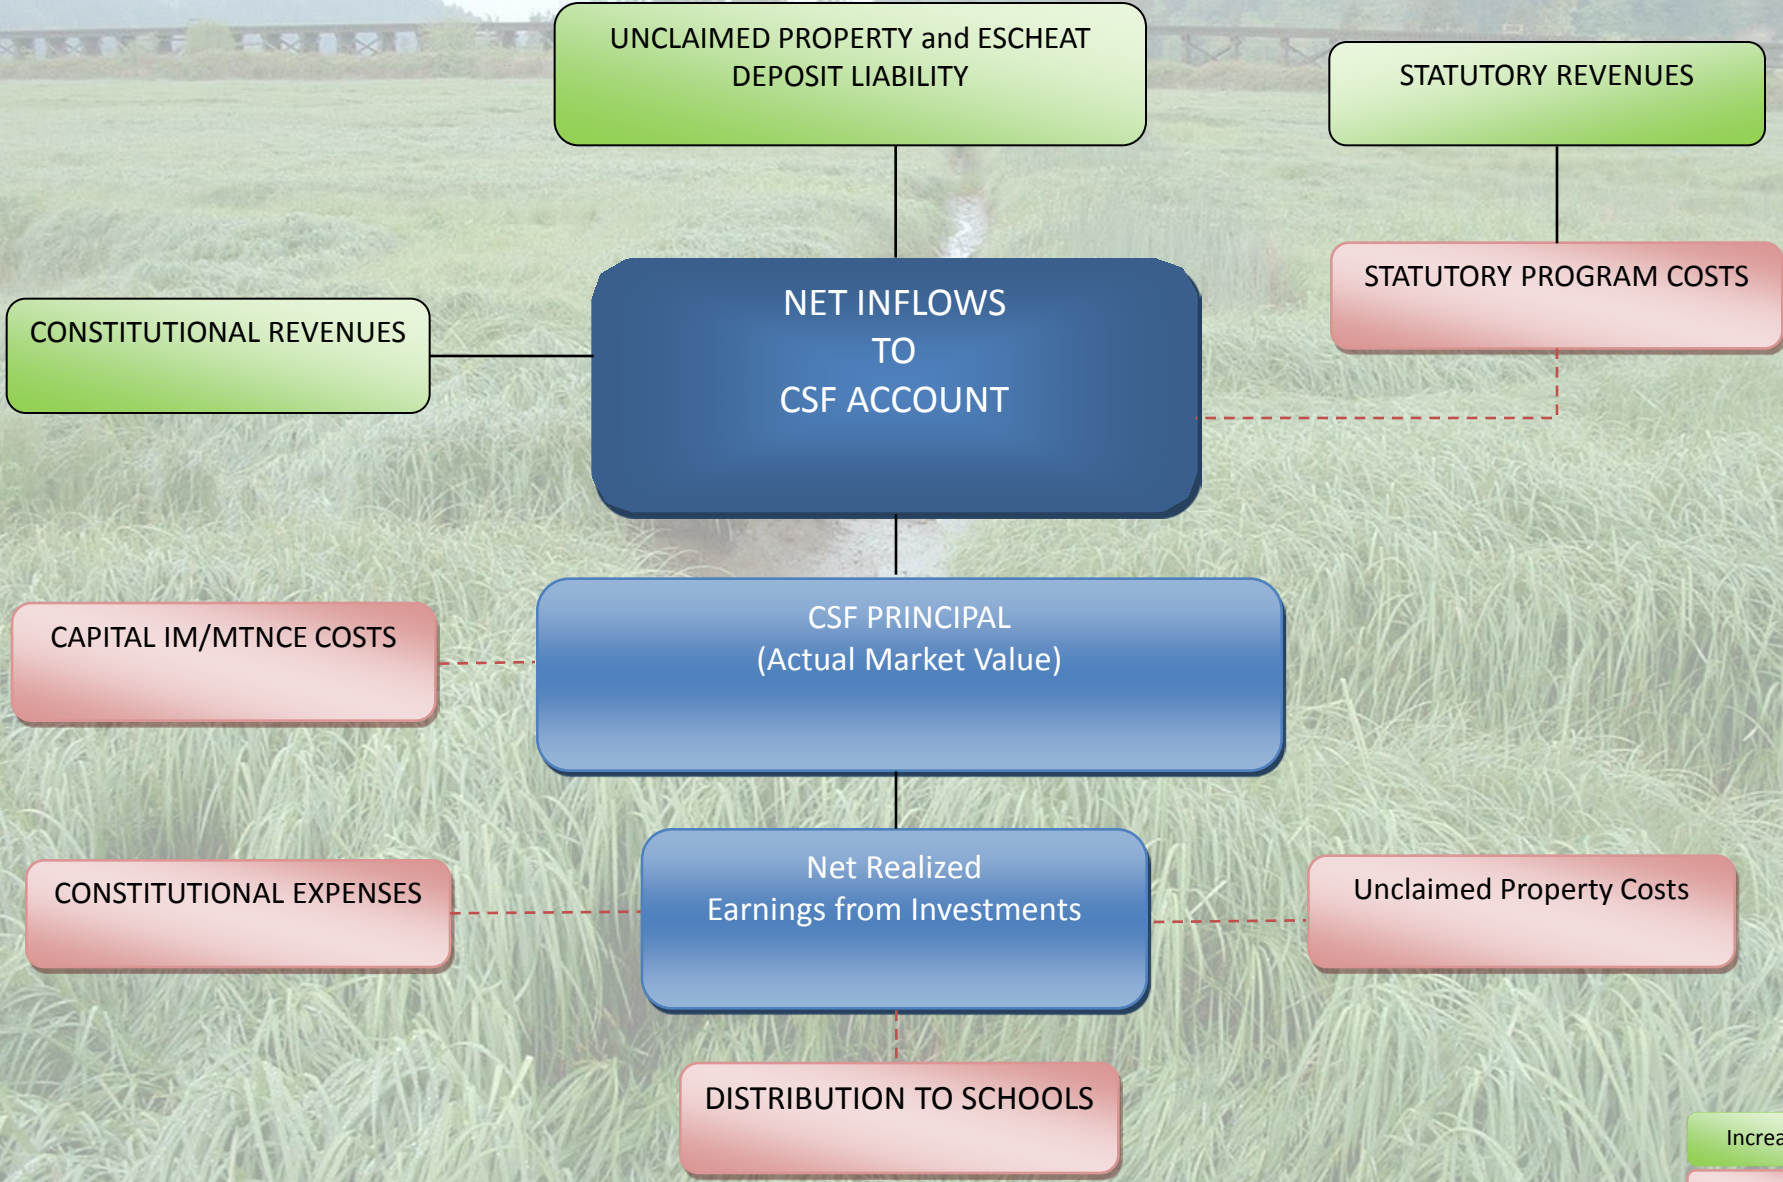 UNCLAIMED PROPERTY and ESCHEAT
DEPOSIT LIABILITY
STATUTORY REVENUES
STATUTORY PROGRAM COSTS
NET INFLOWS
TO
CSF ACCOUNT
CONSTITUTIONAL REVENUES
CSF PRINCIPAL
(Actual Market Value)
CAPITAL IM/MTNCE COSTS
Net Realized
Earnings from Investments
CONSTITUTIONAL EXPENSES
Unclaimed Property Costs
DISTRIBUTION TO SCHOOLS